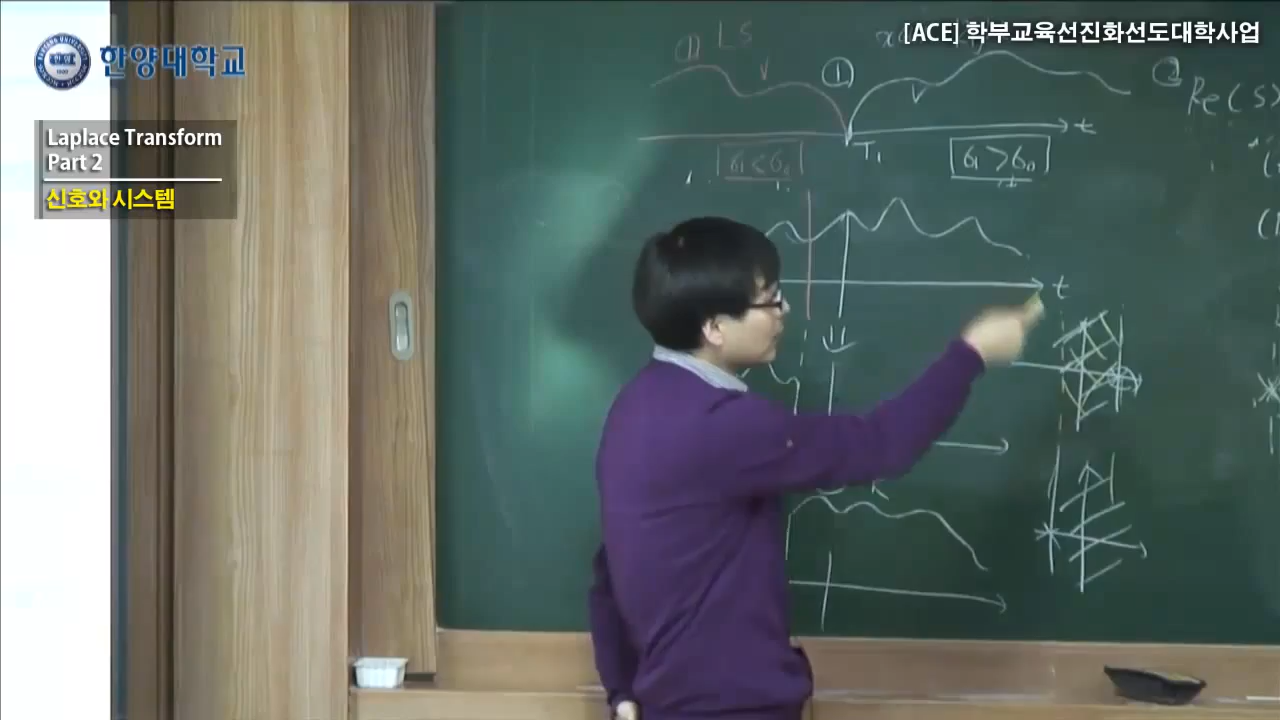 [ACE] 학부교육선진화선도대학사업
한양대학교
Laplace Transform
Part 2
신호와 시스템
LS
①
②
Re(s)
t
T₁
σ₁ < σ₀
σ₁ > σ₀
t